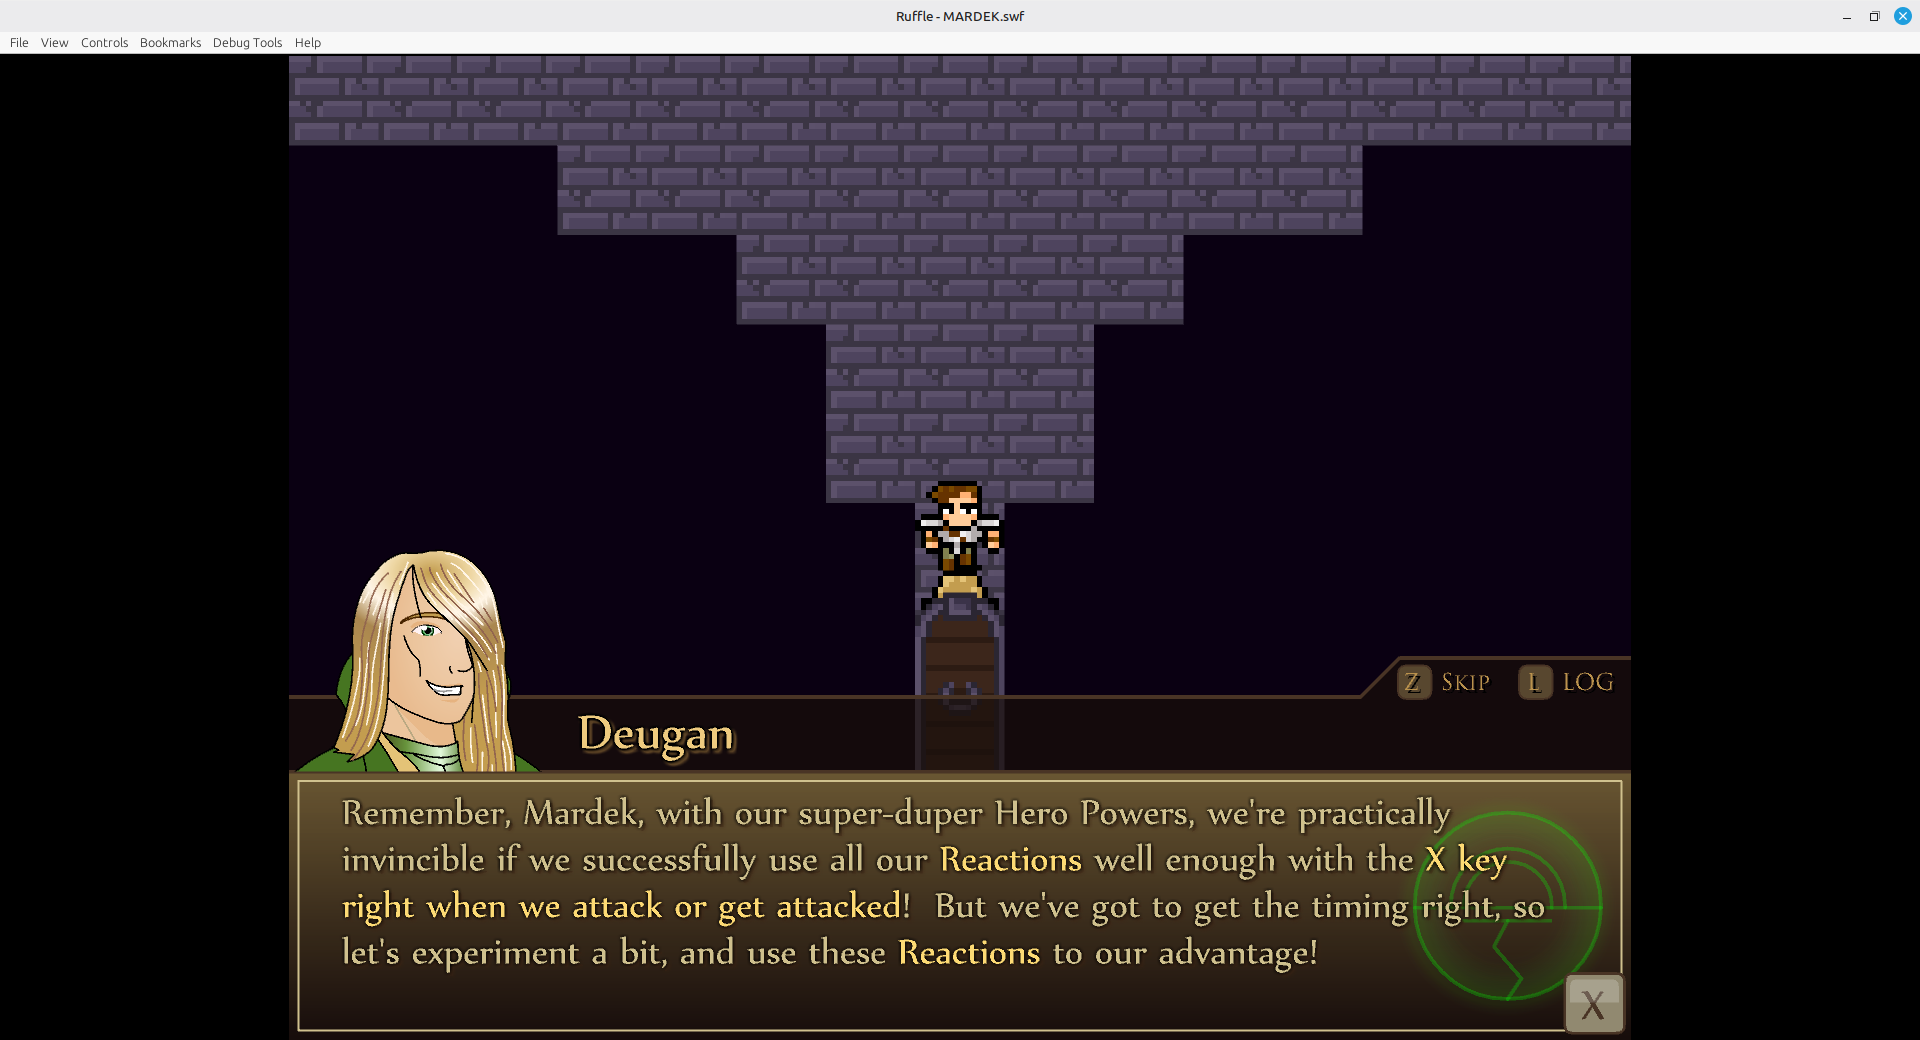 Ruffle - MARDEK.swf
File View Controls Bookmarks Debug Tools Help
Z SKIP L LOG
Deugan
Remember, Mardek, with our super-duper Hero Powers, we're practically
invincible if we successfully use all our Reactions well enough with the X key
right when we attack or get attacked! But we've got to get the timing right, so
let's experiment a bit, and use these Reactions to our advantage!
X